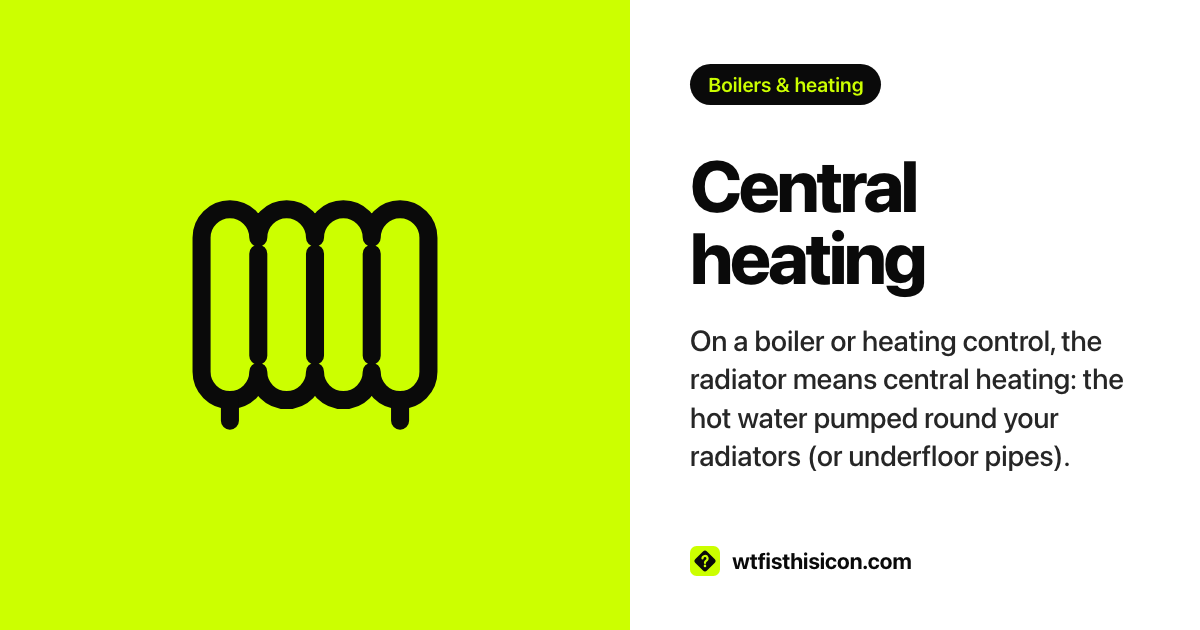 Boilers & heating
Central
heating
On a boiler or heating control, the
radiator means central heating: the
hot water pumped round your
radiators (or underfloor pipes).
?
wtfisthisicon.com